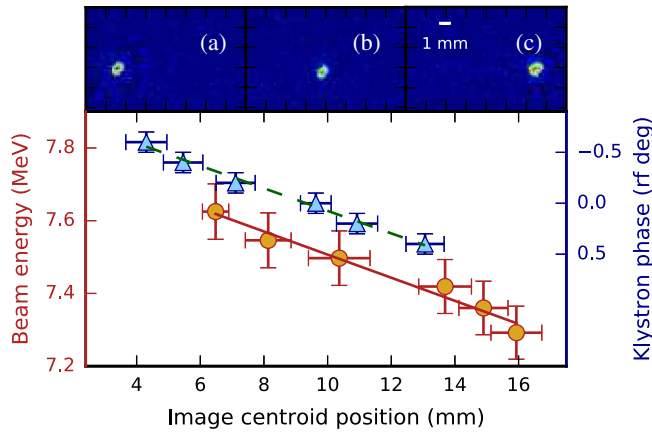 (a)
(b)
(c)
1 mm
Beam energy (MeV)
7.8
7.6
7.4
7.2
−0.5
0.0
0.5
Klystron phase (rf deg)
4 6 8 10 12 14 16
Image centroid position (mm)